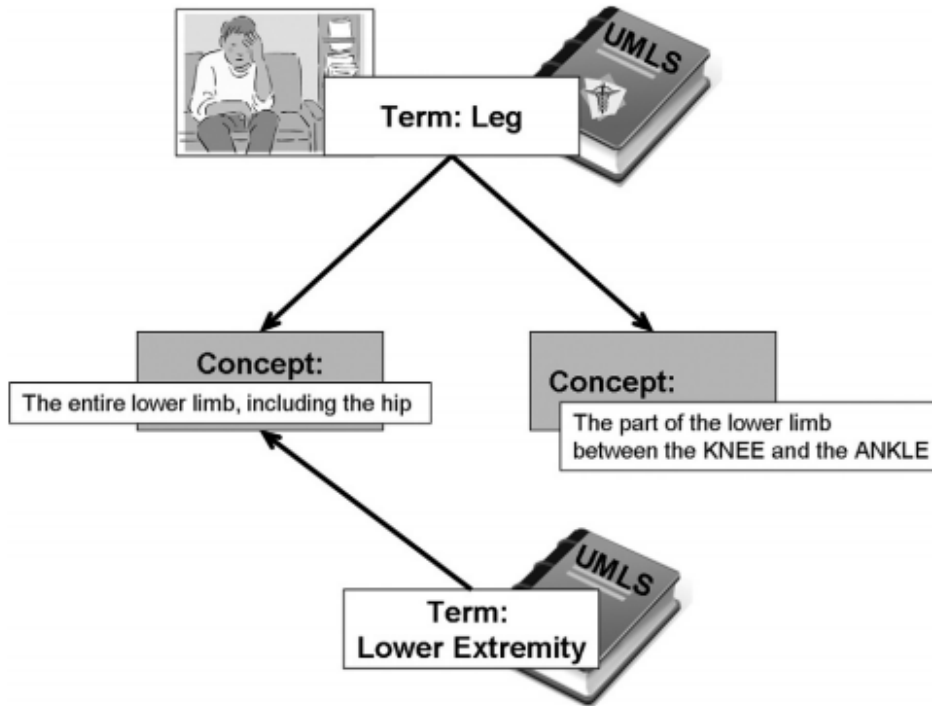 UMLS
Term: Leg
Concept:
The entire lower limb, including the hip
Concept:
The part of the lower limb
between the KNEE and the ANKLE
UMLS
Term:
Lower Extremity